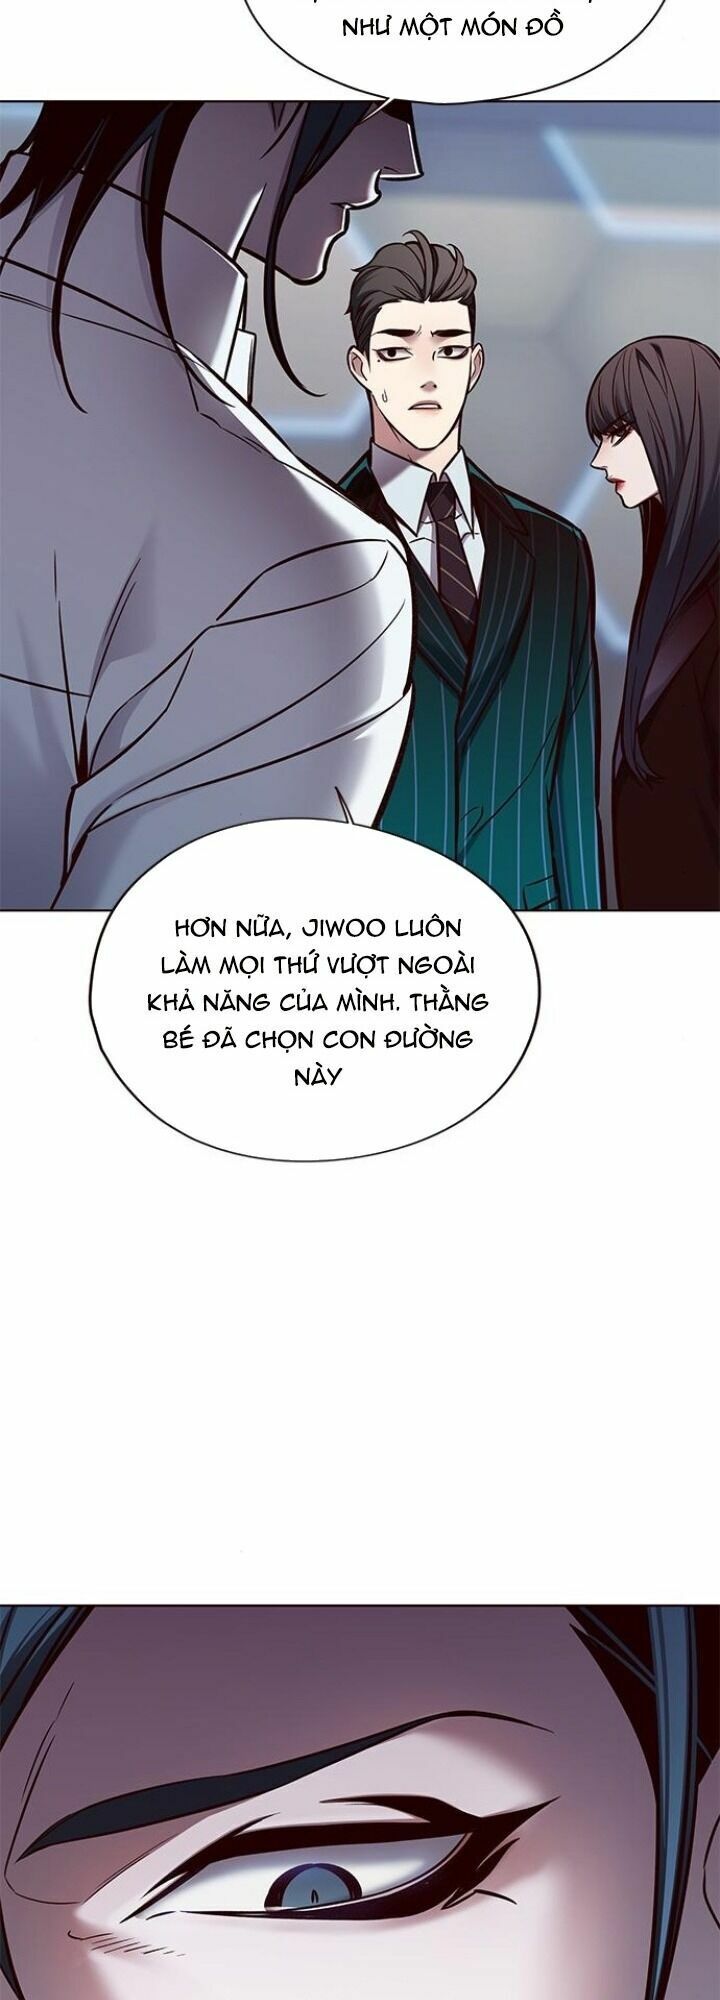 NHƯ MỘT MÓN ĐỒ
HƠN NỮA, JIWOO LUÔN
LÀM MỌI THỨ VƯỢT NGOÀI
KHẢ NĂNG CỦA MÌNH. THẰNG
BÉ ĐÃ CHỌN CON ĐƯỜNG
NÀY